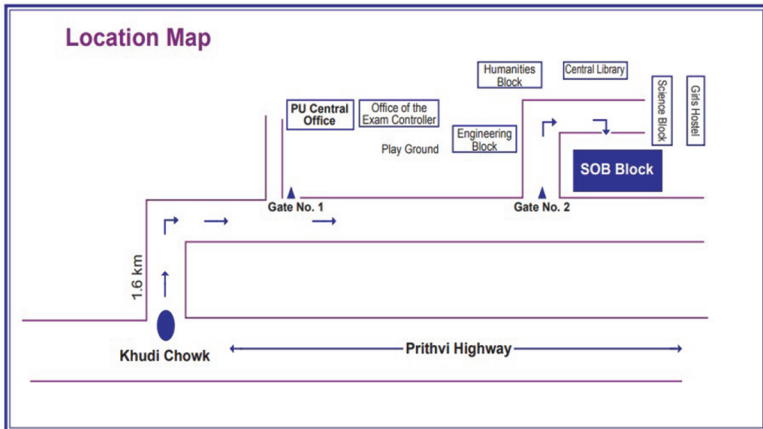 Location Map
Humanities
Block
Central Library
Science Block
Girls Hostel
PU Central
Office
Office of the
Exam Controller
Engineering
Block
Play Ground
SOB Block
Gate No. 1
Gate No. 2
1.6 km
Khudi Chowk
Prithvi Highway